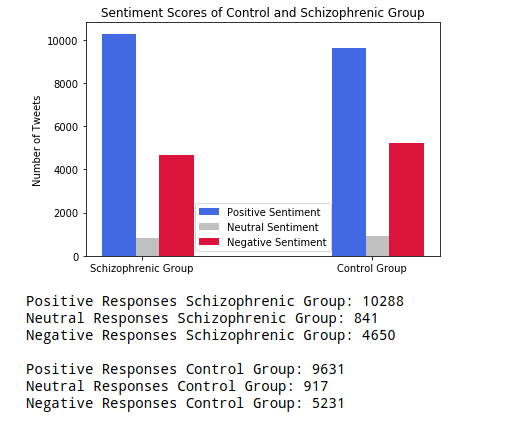 Sentiment Scores of Control and Schizophrenic Group
10000
8000
6000
4000
2000
0
Number of Tweets
Positive Sentiment
Neutral Sentiment
Negative Sentiment
Schizophrenic Group
Control Group
Positive Responses Schizophrenic Group: 10288
Neutral Responses Schizophrenic Group: 841
Negative Responses Schizophrenic Group: 4650
Positive Responses Control Group: 9631
Neutral Responses Control Group: 917
Negative Responses Control Group: 5231